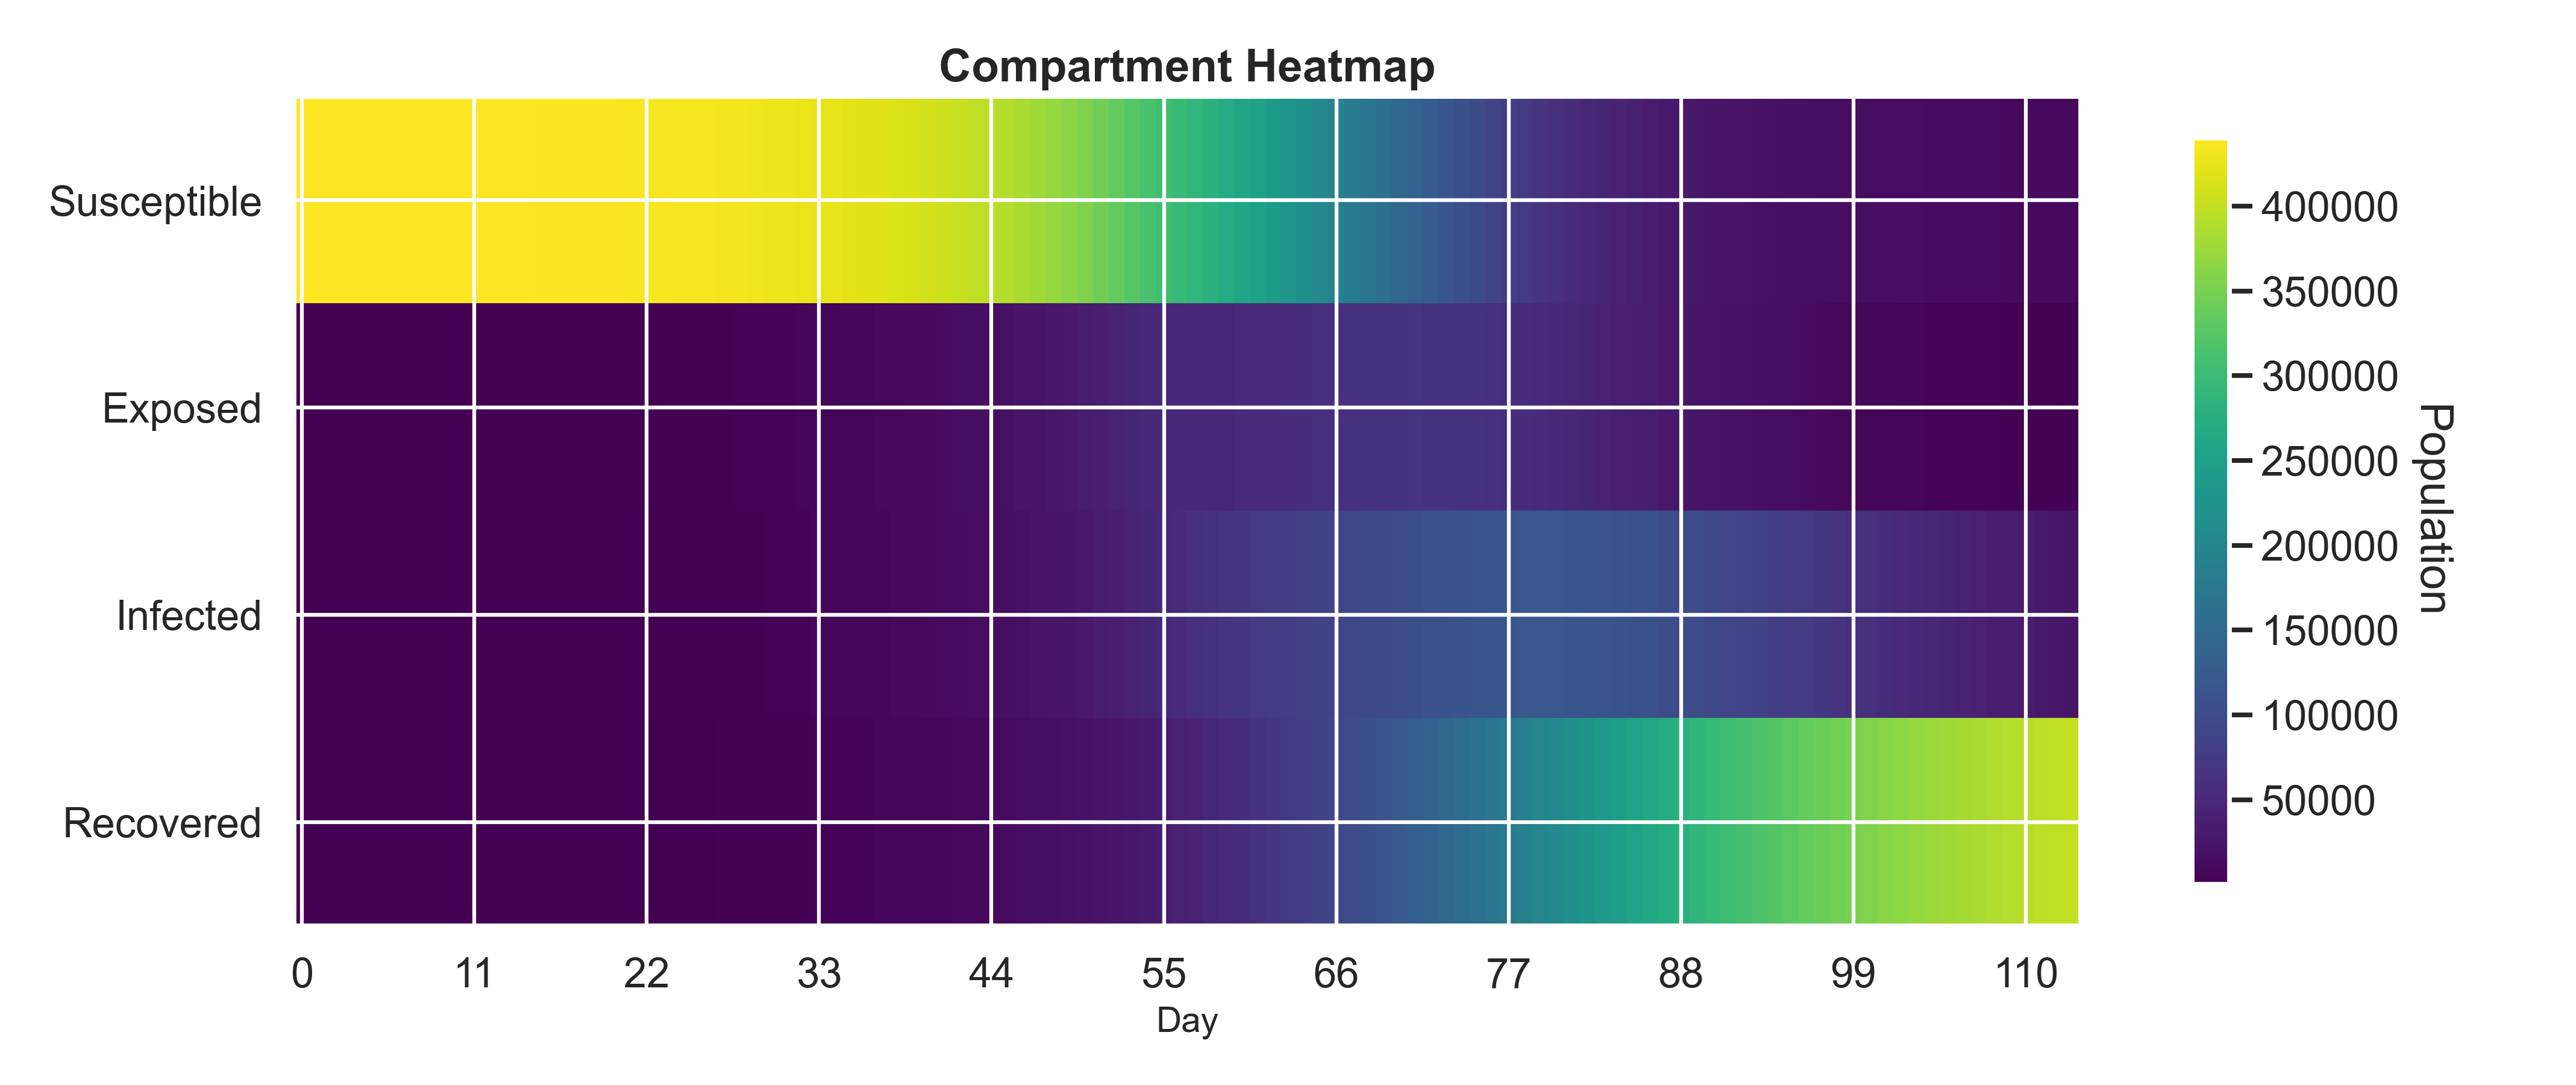 Compartment Heatmap
Susceptible
Exposed
Infected
Recovered
0 11 22 33 44 55 66 77 88 99 110
Day
400000
350000
300000
250000
200000
150000
100000
50000
Population